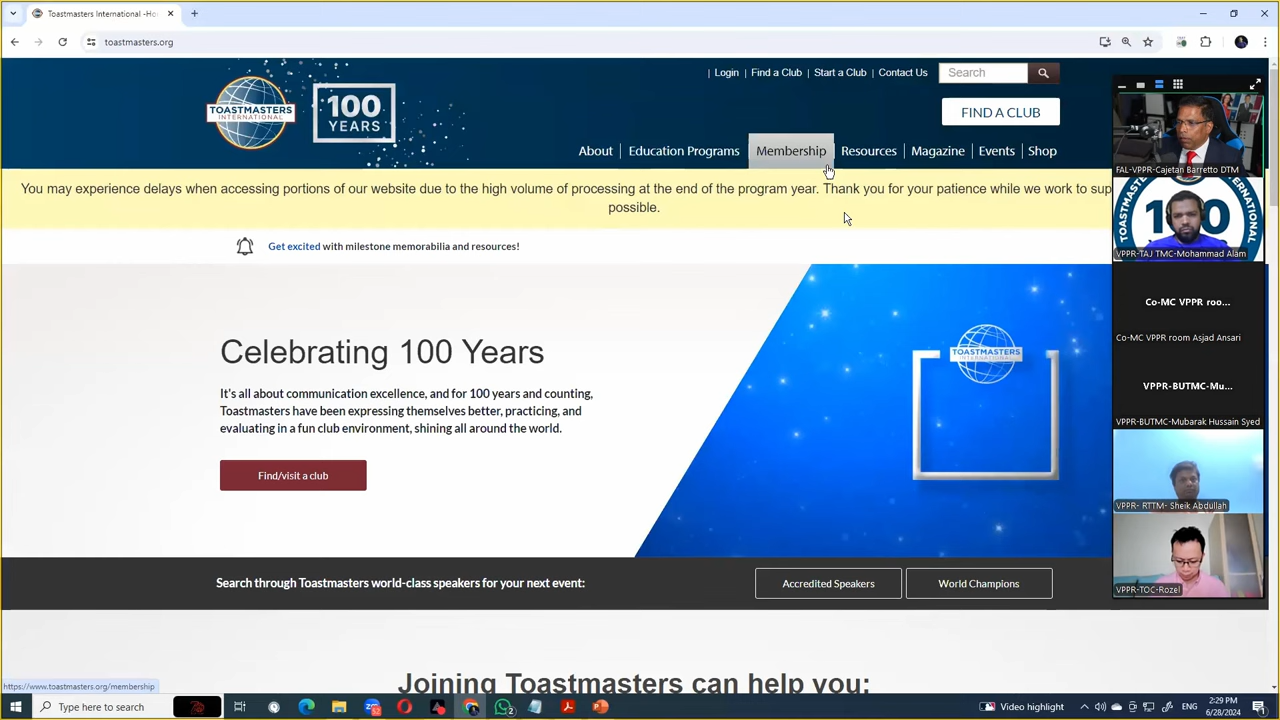 Toastmasters International -Ho
toastmasters.org
Login | Find a Club | Start a Club | Contact Us
Search
TOASTMASTERS
INTERNATIONAL
100
YEARS
FIND A CLUB
About
Education Programs
Membership
Resources
Magazine
Events
Shop
You may experience delays when accessing portions of our website due to the high volume of processing at the end of the program year. Thank you for your patience while we work to sup
possible.
Get excited with milestone memorabilia and resources!
Celebrating 100 Years
It's all about communication excellence, and for 100 years and counting,
Toastmasters have been expressing themselves better, practicing, and
evaluating in a fun club environment, shining all around the world.
Find/visit a club
TOASTMASTERS
INTERNATIONAL
Search through Toastmasters world-class speakers for your next event:
Accredited Speakers
World Champions
Joining Toastmasters can help you:
FAL-VPPR-Cajetan Barretto DTM
VPPR-TAJ TMC-Mohammad Alam
Co-MC VPPR roo...
Co-MC VPPR room Asjad Ansari
VPPR-BUTMC-Mu...
VPPR-BUTMC-Mubarak Hussain Syed
VPPR- RTTM- Sheik Abdullah
VPPR-TOC-Rozel
https://www.toastmasters.org/membership
Type here to search
2
Video highlight
2:29 PM
6/28/2024
1